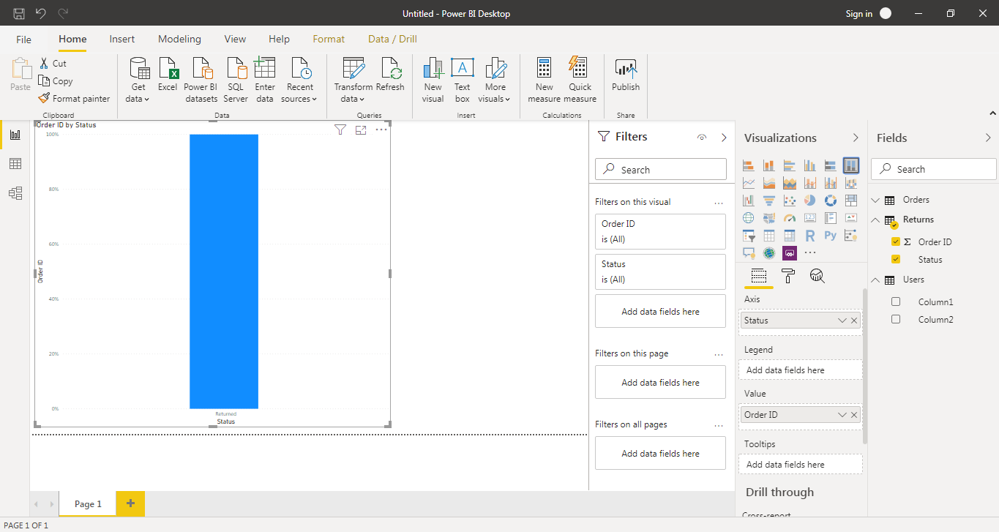 Untitled - Power BI Desktop
Sign in
File
Home
Insert
Modeling
View
Help
Format
Data / Drill
Paste
Cut
Copy
Format painter
Clipboard
Get data
Excel
Power BI datasets
SQL Server
Enter data
Recent sources
Data
Transform data
Refresh
Queries
New visual
Text box
More visuals
Insert
New measure
Quick measure
Calculations
Publish
Share
Order ID by Status
100%
80%
60%
40%
20%
0%
Order ID
Returned
Status
Filters
Search
Filters on this visual
Order ID
is (All)
Status
is (All)
Add data fields here
Filters on this page
Add data fields here
Filters on all pages
Add data fields here
Visualizations
123
R
Py
Axis
Status
Legend
Add data fields here
Value
Order ID
Tooltips
Add data fields here
Drill through
Cross-report
Fields
Search
Orders
Returns
Σ Order ID
Status
Users
Column1
Column2
Page 1
PAGE 1 OF 1